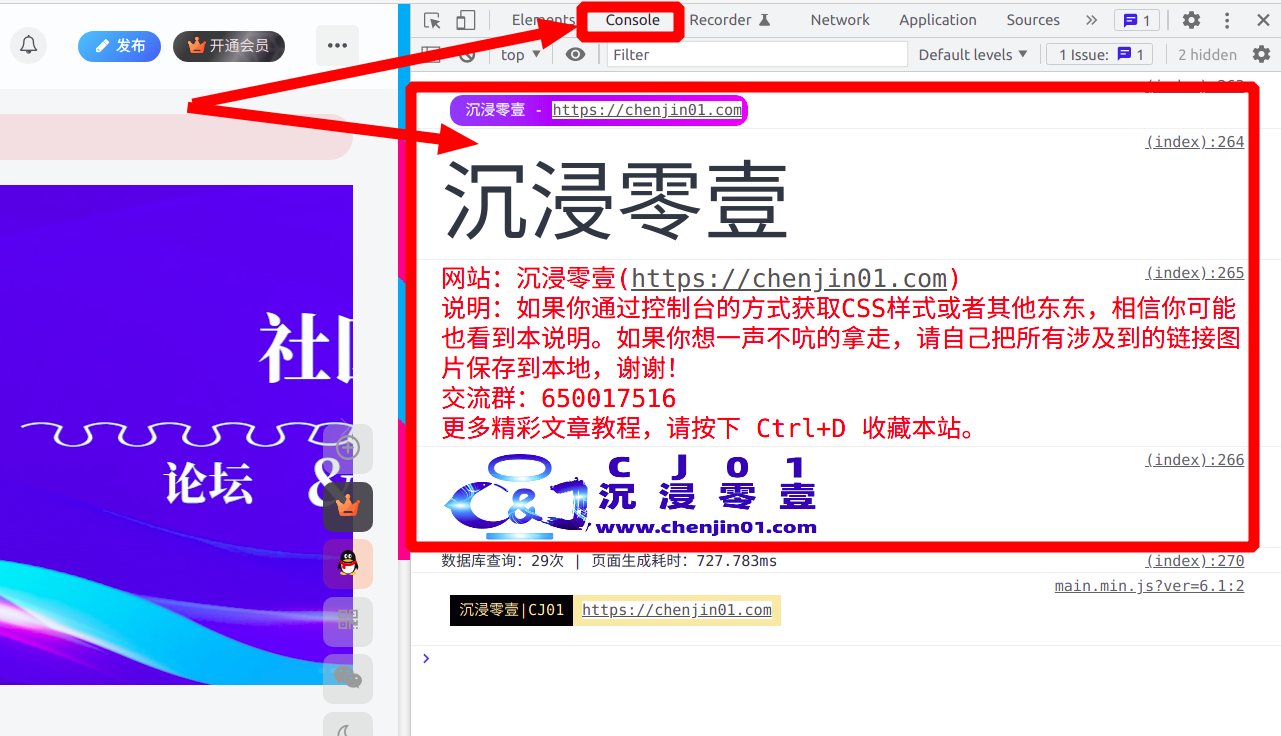 发布
开通会员
社
论坛 &
Elements
Console
Recorder
Network
Application
Sources
1
top
Filter
Default levels
1 Issue: 1
2 hidden
沉浸零壹 - https://chenjin01.com
(index):264
沉浸零壹
(index):265
网站：沉浸零壹(https://chenjin01.com)
说明：如果你通过控制台的方式获取CSS样式或者其他东东，相信你可能
也看到本说明。如果你想一声不吭的拿走，请自己把所有涉及到的链接图
片保存到本地，谢谢！
交流群：650017516
更多精彩文章教程，请按下 Ctrl+D 收藏本站。
(index):266
C&J
CJ01
沉浸零壹
www.chenjin01.com
数据库查询：29次 | 页面生成耗时：727.783ms
(index):270
main.min.js?ver=6.1:2
沉浸零壹|CJ01 https://chenjin01.com